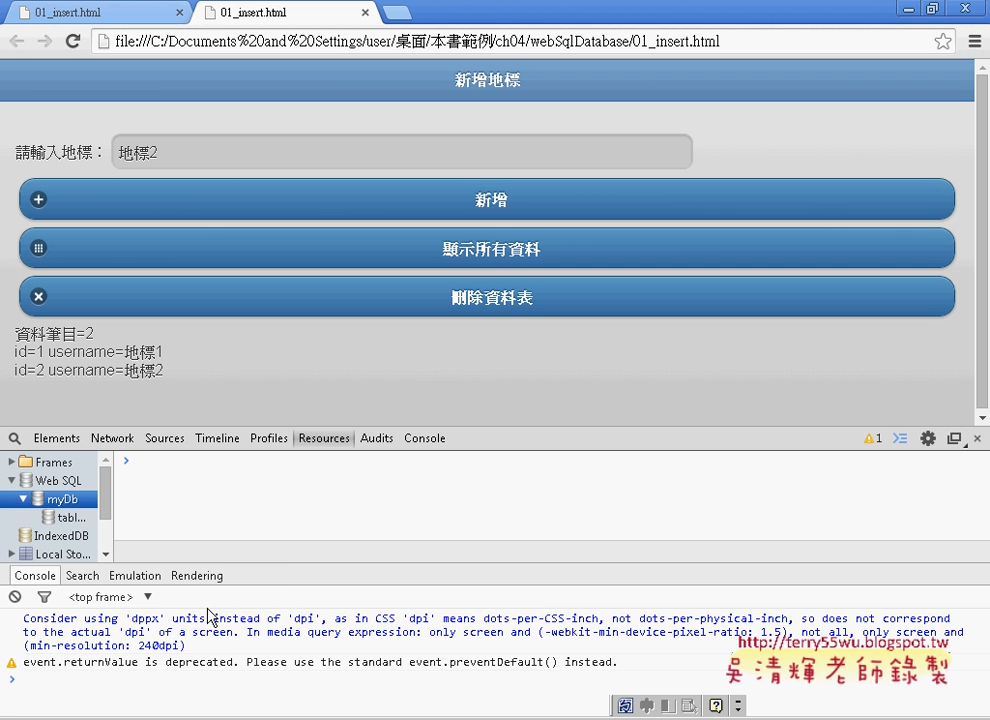 01_insert.html
01_insert.html
file:///C:/Documents%20and%20Settings/user/桌面/本書範例/ch04/webSqlDatabase/01_insert.html
新增地標
請輸入地標： 地標2
新增
顯示所有資料
刪除資料表
資料筆目=2
id=1 username=地標1
id=2 username=地標2
Elements Network Sources Timeline Profiles Resources Audits Console 1
Frames
Web SQL
myDb
tabl...
IndexedDB
Local Sto...
Console Search Emulation Rendering
<top frame>
Consider using 'dppx' units instead of 'dpi', as in CSS 'dpi' means dots-per-CSS-inch, not dots-per-physical-inch, so does not correspond
to the actual 'dpi' of a screen. In media query expression: only screen and (-webkit-min-device-pixel-ratio: 1.5), not all, only screen and
(min-resolution: 240dpi)
event.returnValue is deprecated. Please use the standard event.preventDefault() instead.
http://terry55wu.blogspot.tw
吳清輝老師錄製